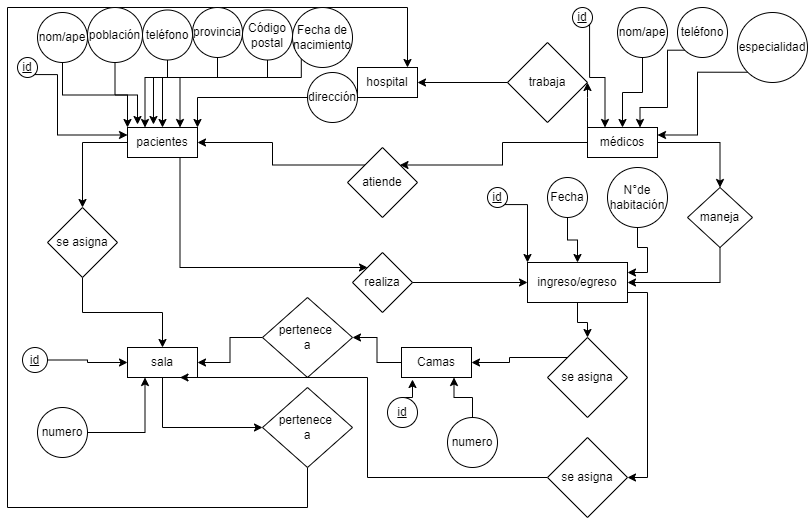 id
nom/ape
población
teléfono
provincia
Código
postal
Fecha de
nacimiento
dirección
hospital
trabaja
id
nom/ape
teléfono
especialidad
pacientes
médicos
atiende
se asigna
id
Fecha
N°de
habitación
maneja
realiza
ingreso/egreso
id
sala
pertenece
a
Camas
se asigna
numero
pertenece
a
id
numero
se asigna